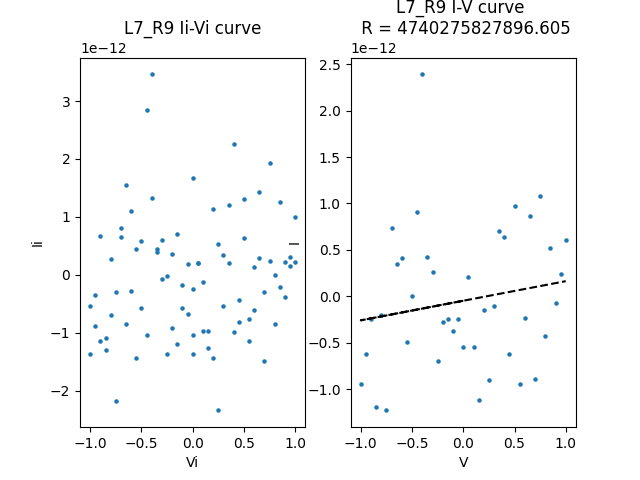 L7_R9 Ii-Vi curve
1e−12
3
2
1
0
−1
−2
−1.0 −0.5 0.0 0.5 1.0
Vi
Ii
L7_R9 I-V curve
R = 4740275827896.605
1e−12
2.5
2.0
1.5
1.0
0.5
0.0
−0.5
−1.0
−1.0 −0.5 0.0 0.5 1.0
V
I